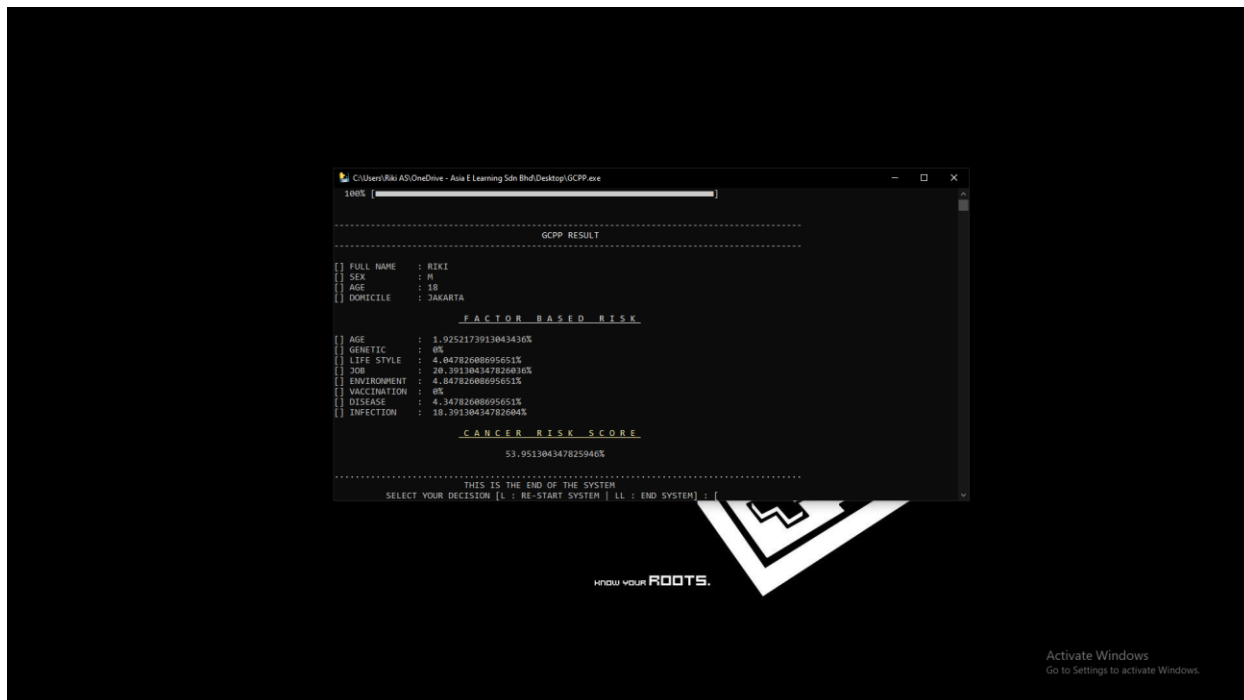 C:\Users\Riki AS\OneDrive - Asia E Learning Sdn Bhd\Desktop\GCPP.exe
100% [ ]
GCPP RESULT
[] FULL NAME : RIKI
[] SEX : M
[] AGE : 18
[] DOMICILE : JAKARTA
FACTOR BASED RISK
[] AGE : 1.9252173913043436%
[] GENETIC : 0%
[] LIFE STYLE : 4.04782608695651%
[] JOB : 20.391304347826036%
[] ENVIRONMENT : 4.84782608695651%
[] VACCINATION : 0%
[] DISEASE : 4.34782608695651%
[] INFECTION : 18.39130434782604%
CANCER RISK SCORE
53.951304347825946%
THIS IS THE END OF THE SYSTEM
SELECT YOUR DECISION [L : RE-START SYSTEM | LL : END SYSTEM] : [
KNOW YOUR ROOTS.
Activate Windows
Go to Settings to activate Windows.